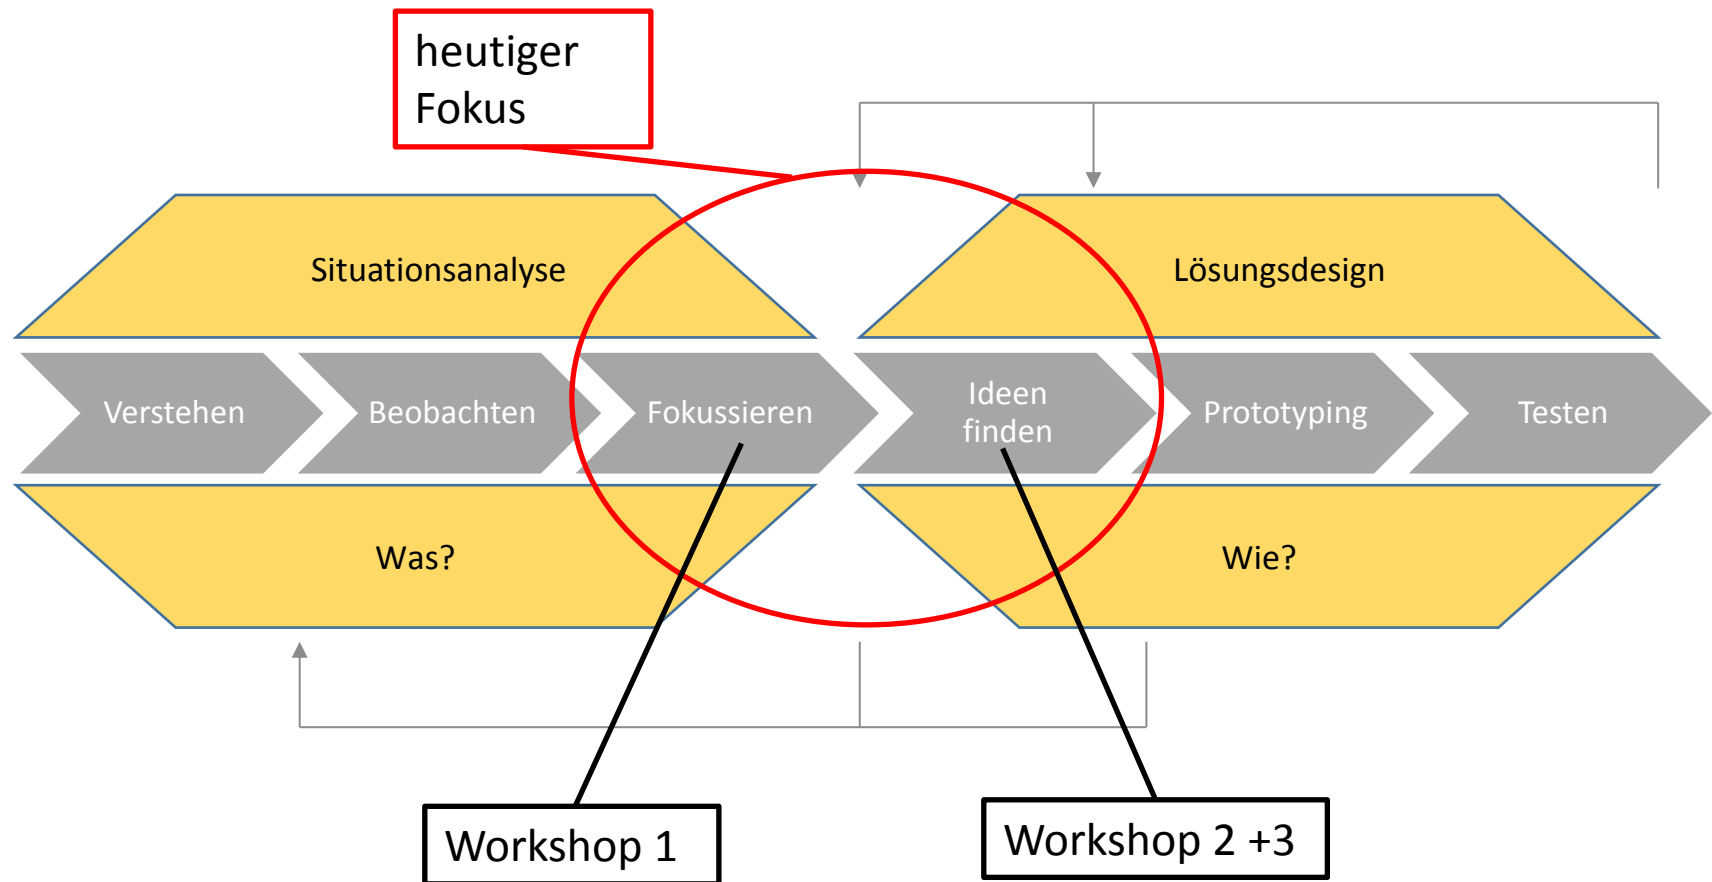 heutiger
Fokus
Situationsanalyse
Lösungsdesign
Verstehen
Beobachten
Fokussieren
Ideen
finden
Prototyping
Testen
Was?
Wie?
Workshop 1
Workshop 2 +3